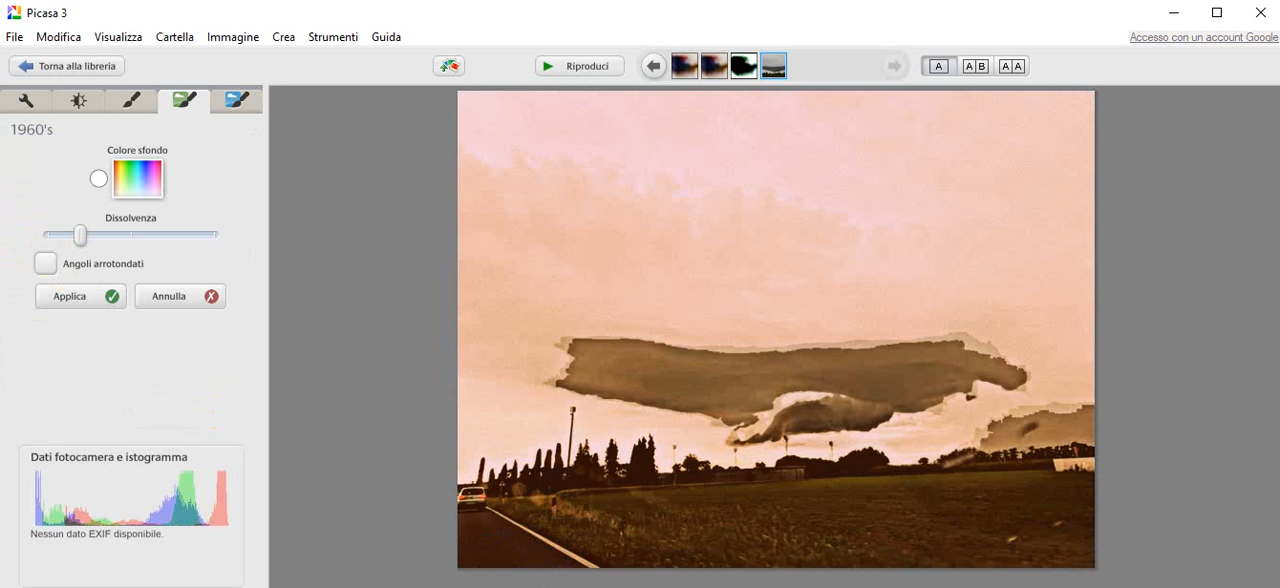 Picasa 3
File Modifica Visualizza Cartella Immagine Crea Strumenti Guida Accesso con un account Google
Torna alla libreria Riproduci A A B A A
1960's
Colore sfondo
Dissolvenza
Angoli arrotondati
Applica Annulla
Dati fotocamera e istogramma
Nessun dato EXIF disponibile.